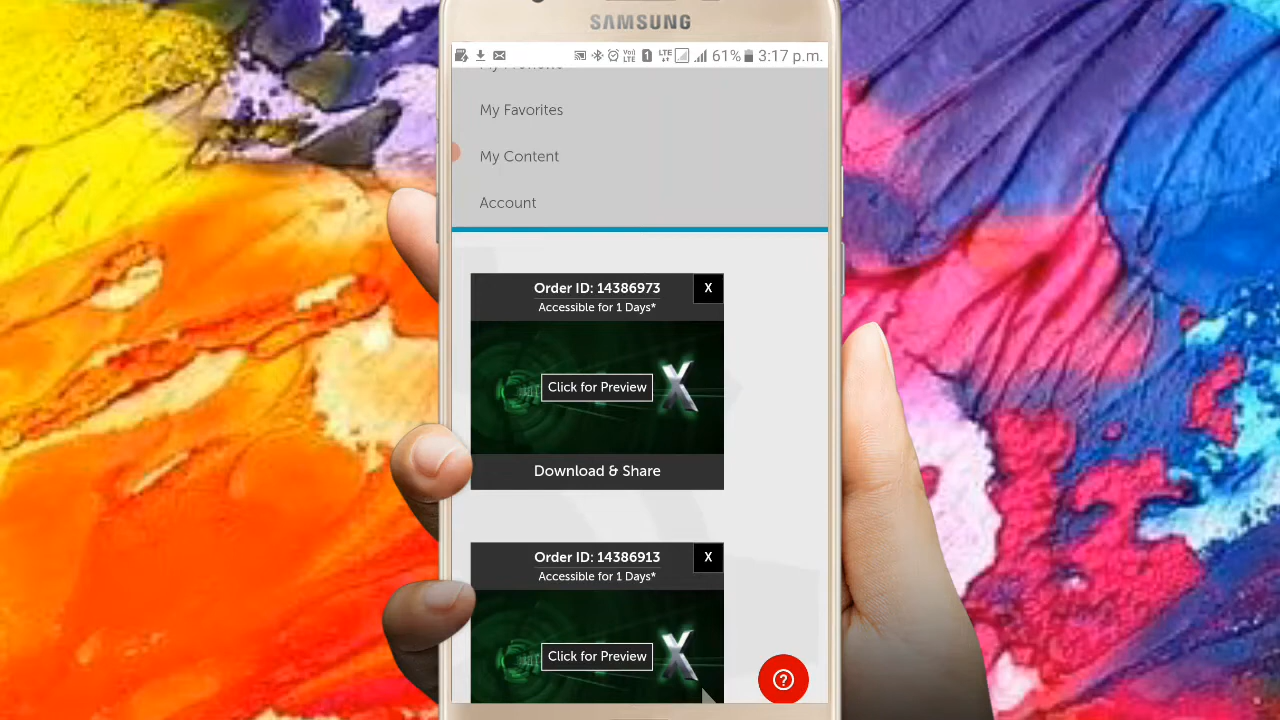 SAMSUNG
61% 3:17 p.m.
My Favorites
My Content
Account
Order ID: 14386973
X
Accessible for 1 Days*
Click for Preview
X
Download & Share
Order ID: 14386913
X
Accessible for 1 Days*
Click for Preview
X